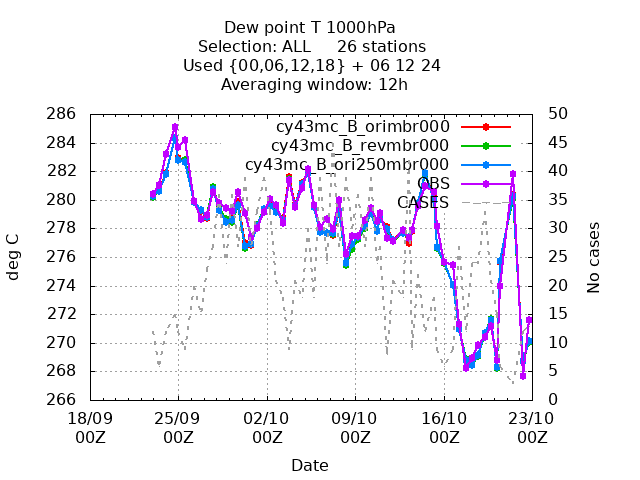 Dew point T 1000hPa
Selection: ALL     26 stations
Used {00,06,12,18} + 06 12 24
Averaging window: 12h
cy43mc_B_orimbr000
cy43mc_B_revmbr000
cy43mc_B_ori250mbr000
OBS
CASES
286
284
282
280
278
276
274
272
270
268
266
deg C
50
45
40
35
30
25
20
15
10
5
0
No cases
18/09 25/09 02/10 09/10 16/10 23/10
00Z 00Z 00Z 00Z 00Z 00Z
Date